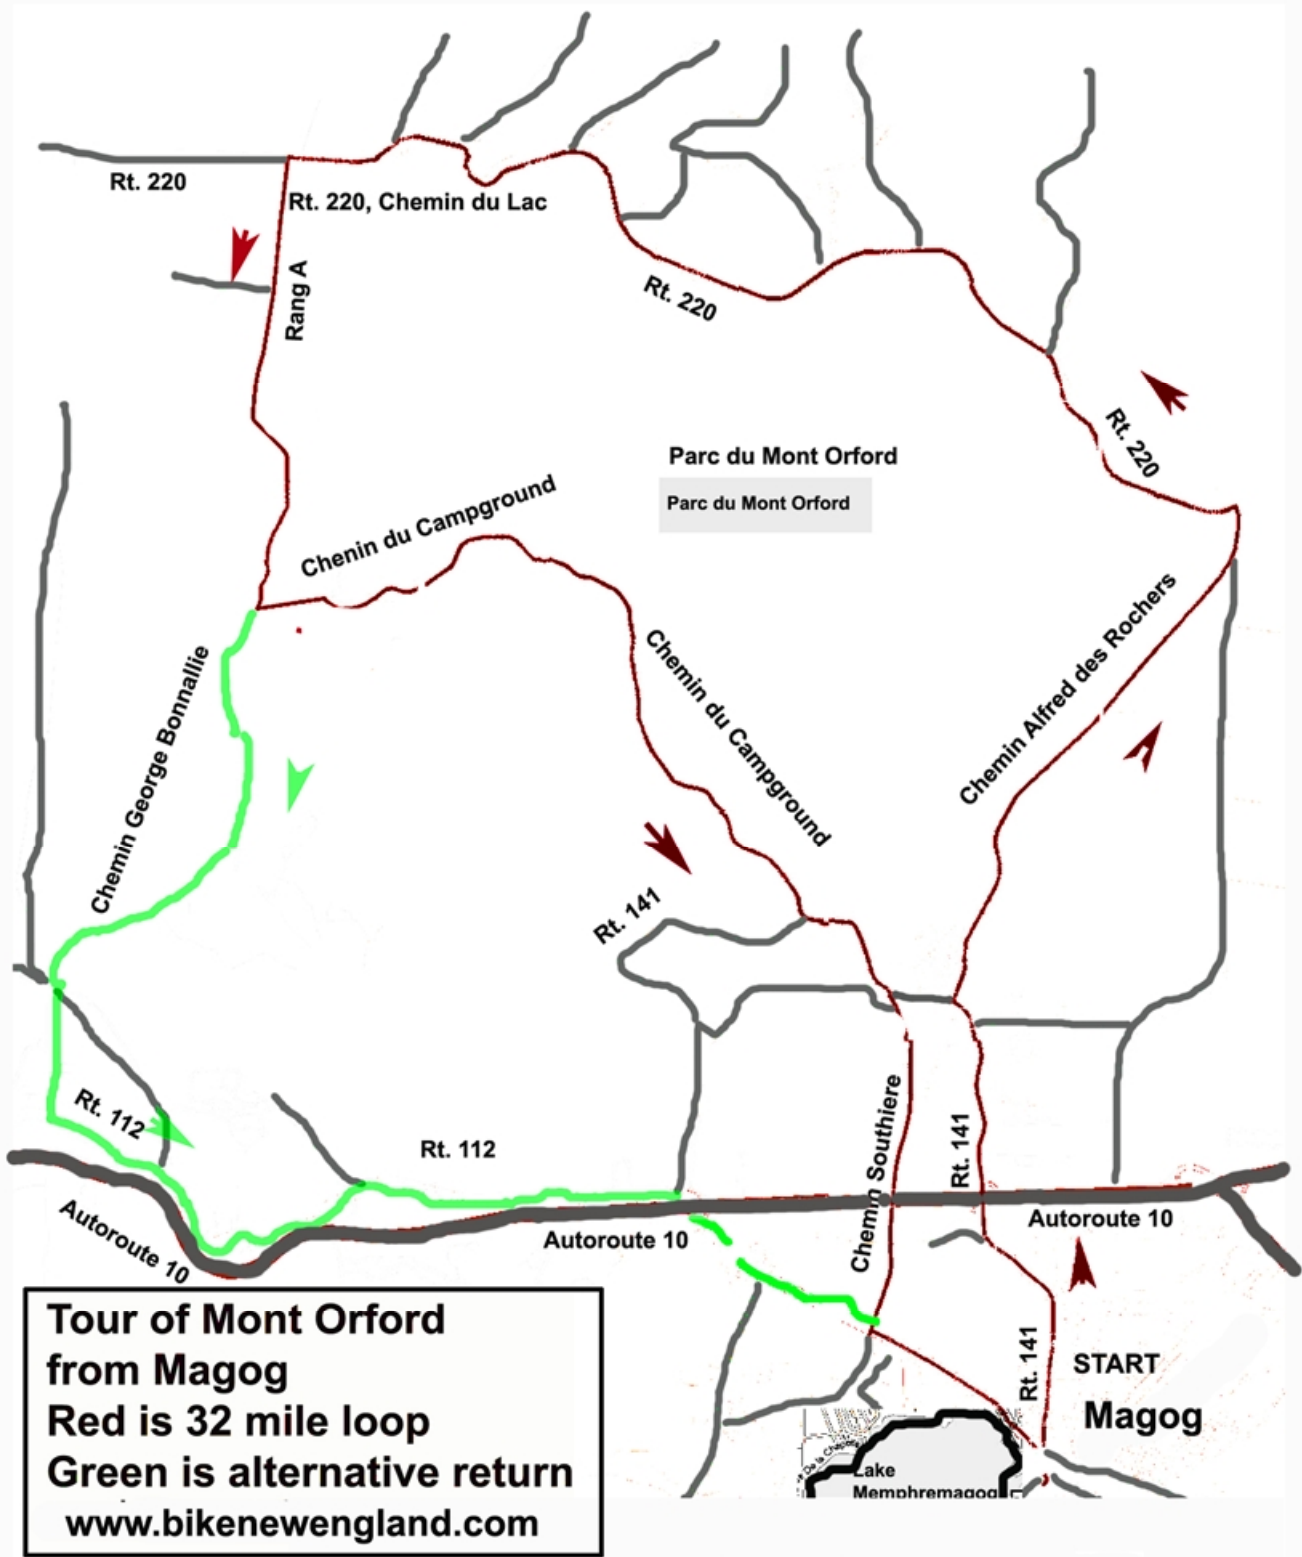 Rt. 220
Rt. 220, Chemin du Lac
Rang A
Rt. 220
Rt. 220
Parc du Mont Orford
Parc du Mont Orford
Chenin du Campground
Chemin du Campground
Chemin Alfred des Rochers
Chemin George Bonnallie
Rt. 141
Rt. 112
Rt. 112
Chemin Southiere
Rt. 141
Autoroute 10
Autoroute 10
Autoroute 10
Rt. 141
START
Magog
Lake
Memphremagog
Tour of Mont Orford
from Magog
Red is 32 mile loop
Green is alternative return
www.bikenewengland.com